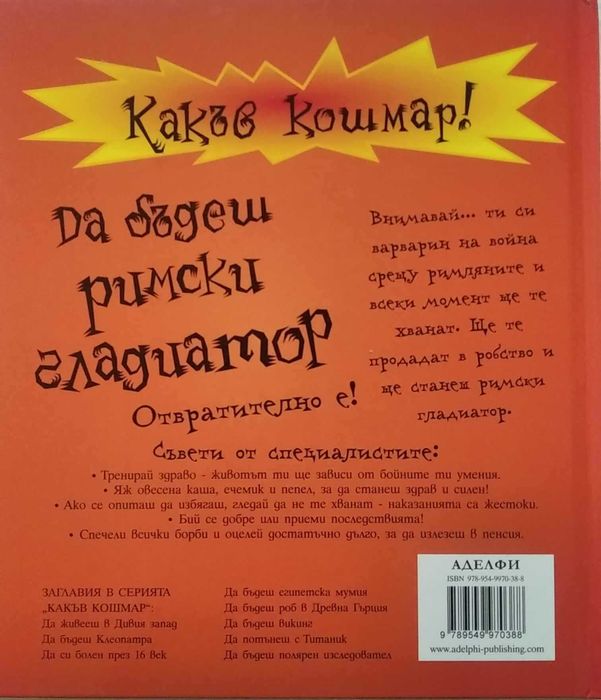 Какъв кошмар!
Да бъдеш
римски
гладиатор
Отвратително е!
Внимавай... ти си
варварин на война
срещу римляните и
всеки момент ще те
хванат. Ще те
продадат в робство и
ще станеш римски
гладиатор.
Съвети от специалистите:
• Тренирай здраво - животът ти ще зависи от бойните ти умения.
• Яж овесена каша, ечемик и пепел, за да станеш здрав и силен!
• Ако се опиташ да избягаш, гледай да не те хванат - наказанията са жестоки.
• Бий се добре или приеми последствията!
• Спечели всички борби и оцелей достатъчно дълго, за да излезеш в пенсия.
ЗАГЛАВИЯ В СЕРИЯТА
„КАКЪВ КОШМАР“:
Да живееш в Дивия запад
Да бъдеш Клеопатра
Да си болен през 16 век
Да бъдеш египетска мумия
Да бъдеш роб в Древна Гърция
Да бъдеш викинг
Да потънеш с Титаник
Да бъдеш полярен изследовател
АДЕЛФИ
ISBN 978-954-9970-38-8
9 789549 970388
www.adelphi-publishing.com